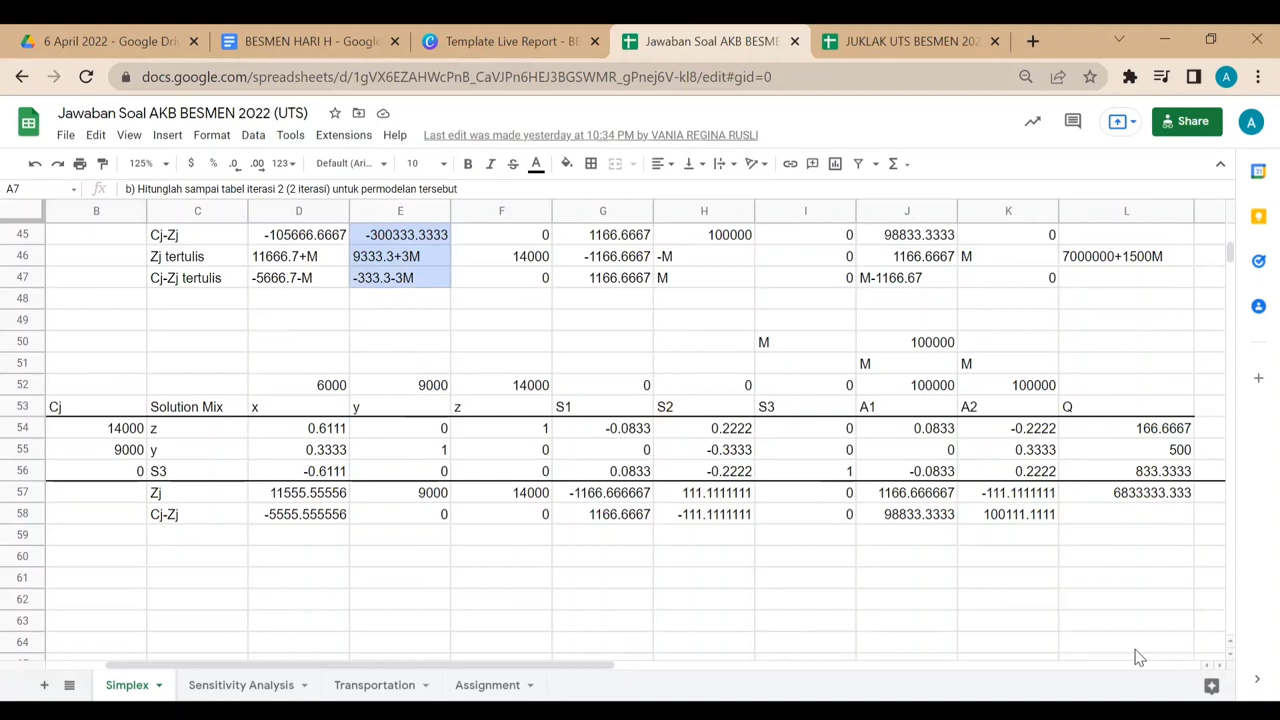 6 April 2022 - Google Dri
BESMEN HARI H - Google
Template Live Report - BE
Jawaban Soal AKB BESME
JUKLAK UTS BESMEN 202
docs.google.com/spreadsheets/d/1gVX6EZAHWcPnB_CaVJPn6HEJ3BGSWMR_gPnej6V-kI8/edit#gid=0
A
Jawaban Soal AKB BESMEN 2022 (UTS)
File Edit View Insert Format Data Tools Extensions Help Last edit was made yesterday at 10:34 PM by VANIA REGINA RUSLI
Share
A
125% $ % .0 .00 123 Default (Ari... 10 B I S A
31
A7 fx b) Hitunglah sampai tabel iterasi 2 (2 iterasi) untuk permodelan tersebut
B C D E F G H I J K L
45 Cj-Zj -105666.6667 -300333.3333 0 1166.6667 100000 0 98833.3333 0
46 Zj tertulis 11666.7+M 9333.3+3M 14000 -1166.6667 -M 0 1166.6667 M 7000000+1500M
47 Cj-Zj tertulis -5666.7-M -333.3-3M 0 1166.6667 M 0 M-1166.67 0
48
49
50 M 100000
51 M M
52 6000 9000 14000 0 0 0 100000 100000
53 Cj Solution Mix x y z S1 S2 S3 A1 A2 Q
54 14000 z 0.6111 0 1 -0.0833 0.2222 0 0.0833 -0.2222 166.6667
55 9000 y 0.3333 1 0 0 -0.3333 0 0 0.3333 500
56 0 S3 -0.6111 0 0 0.0833 -0.2222 1 -0.0833 0.2222 833.3333
57 Zj 11555.55556 9000 14000 -1166.666667 111.1111111 0 1166.666667 -111.1111111 6833333.333
58 Cj-Zj -5555.555556 0 0 1166.6667 -111.1111111 0 98833.3333 100111.1111
59
60
61
62
63
64
Simplex Sensitivity Analysis Transportation Assignment